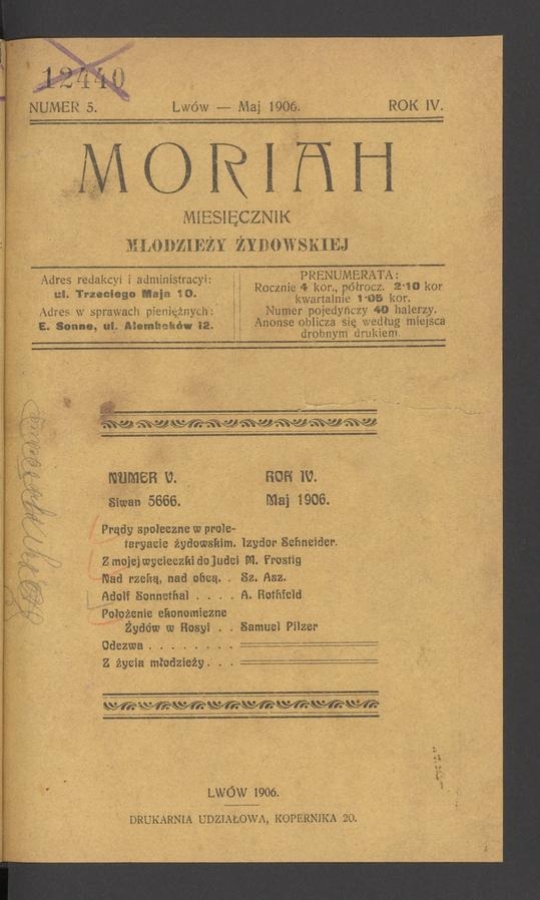 12440
NUMER 5. Lwów — Maj 1906. ROK IV.
MORIAH
MIESIĘCZNIK
MŁODZIEŻY ŻYDOWSKIEJ
Adres redakcyi i administracyi:
ul. Trzeciego Maja 10.
Adres w sprawach pieniężnych:
E. Sonne, ul. Alembeków 12.
PRENUMERATA:
Rocznie 4 kor., półrocz. 2·10 kor
kwartalnie 1·05 kor.
Numer pojedyńczy 40 halerzy.
Anonse oblicza się według miejsca
drobnym drukiem.
NUMER V. ROK IV.
Siwan 5666. Maj 1906.
Prądy społeczne w prole-
taryacie żydowskim. Izydor Schneider.
Z mojej wycieczki do Judei M. Frostig
Nad rzeką, nad obcą. . Sz. Asz.
Adolf Sonnethal . . . . A. Rothfeld
Położenie ekonomiczne
Żydów w Rosyi . . Samuel Pilzer
Odezwa . . . . . . . .
Z życia młodzieży . . .
LWÓW 1906.
DRUKARNIA UDZIAŁOWA, KOPERNIKA 20.